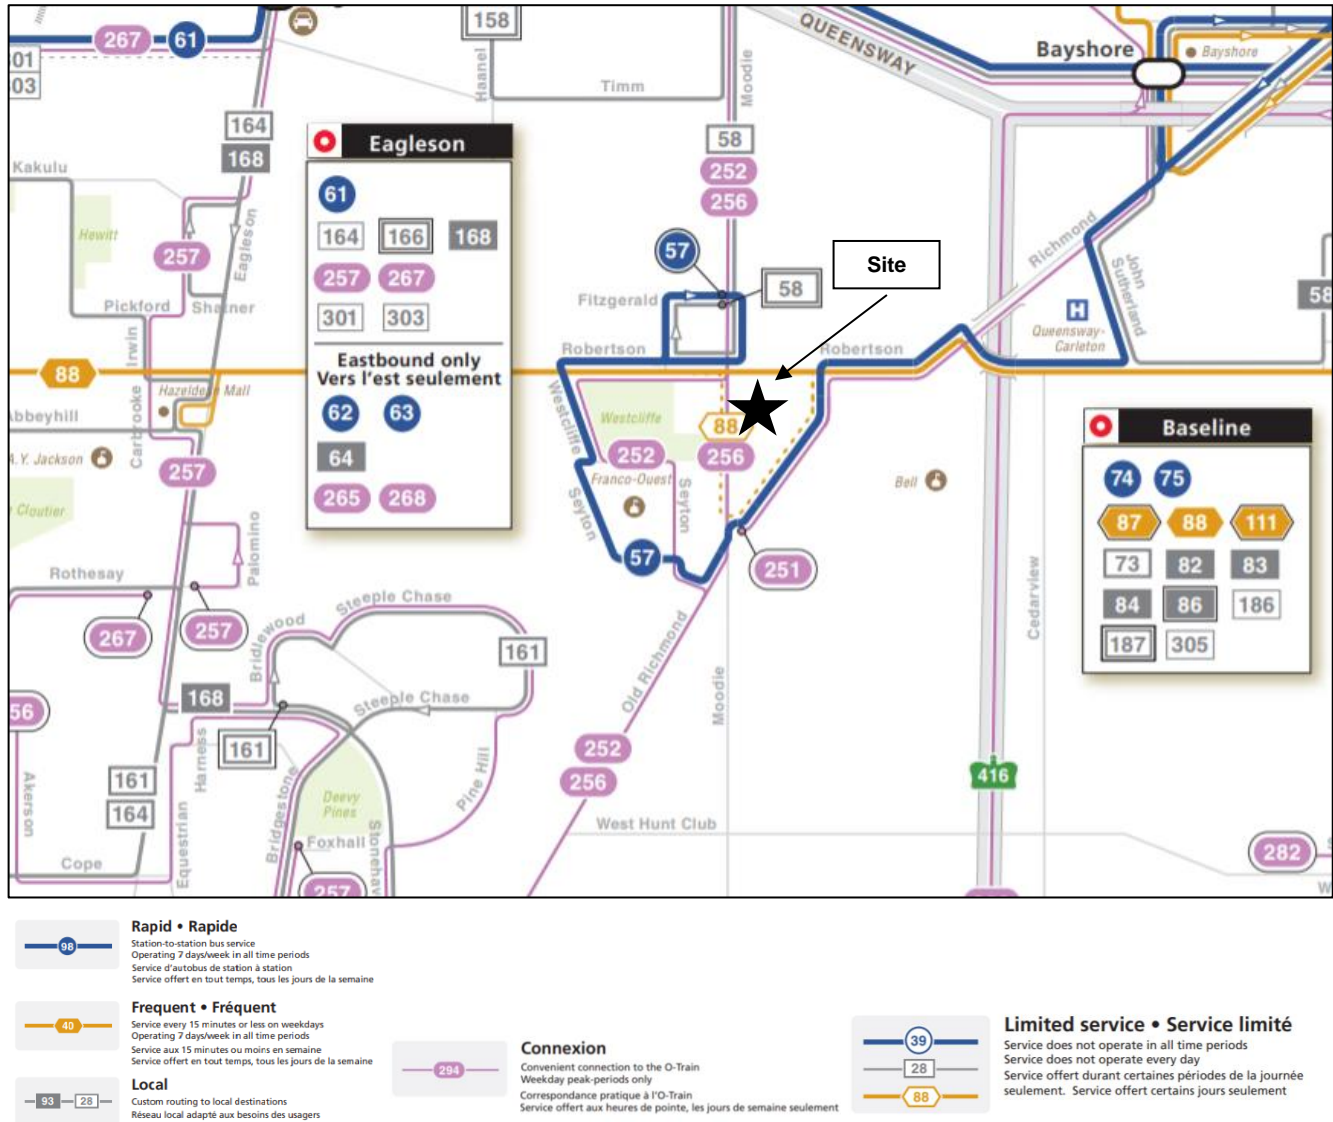 267
61
01
03
164
168
Kakulu
Hewitt
257
Eagleson
Pickford
Shatner
Irwin
88
Hazeldean Mall
Abbeyhill
Carbrooke
A.Y. Jackson
257
Cloutier
Rothesay
Palomino
267
257
158
Haanel
Timm
Moodie
QUEENSWAY
Bayshore
Bayshore
58
252
256
57
58
Fitzgerald
Site
Robertson
Robertson
Richmond
John Sutherland
58
H
Queensway-
Carleton
Westcliffe
Westcliffe
88
252
256
Franco-Ouest
Seyton
Seyton
57
251
Bell
Cedarview
Eagleson
61
164 166 168
257 267
301 303
Eastbound only
Vers l'est seulement
62 63
64
265 268
Baseline
74 75
87 88 111
73 82 83
84 86 186
187 305
Steeple Chase
Bridlewood
161
168
Steeple Chase
56
161
Harness
Akerson
161
164
Equestrian
Bridgestone
Deevy
Pines
Pine Hill
Foxhall
Stonehav
Cope
257
Old Richmond
Moodie
252
256
416
West Hunt Club
282
W
98
Rapid • Rapide
Station-to-station bus service
Operating 7 days/week in all time periods
Service d'autobus de station à station
Service offert en tout temps, tous les jours de la semaine
40
Frequent • Fréquent
Service every 15 minutes or less on weekdays
Operating 7 days/week in all time periods
Service aux 15 minutes ou moins en semaine
Service offert en tout temps, tous les jours de la semaine
93 28
Local
Custom routing to local destinations
Réseau local adapté aux besoins des usagers
294
Connexion
Convenient connection to the O-Train
Weekday peak-periods only
Correspondance pratique à l'O-Train
Service offert aux heures de pointe, les jours de semaine seulement
39
28
88
Limited service • Service limité
Service does not operate in all time periods
Service does not operate every day
Service offert durant certaines périodes de la journée
seulement. Service offert certains jours seulement